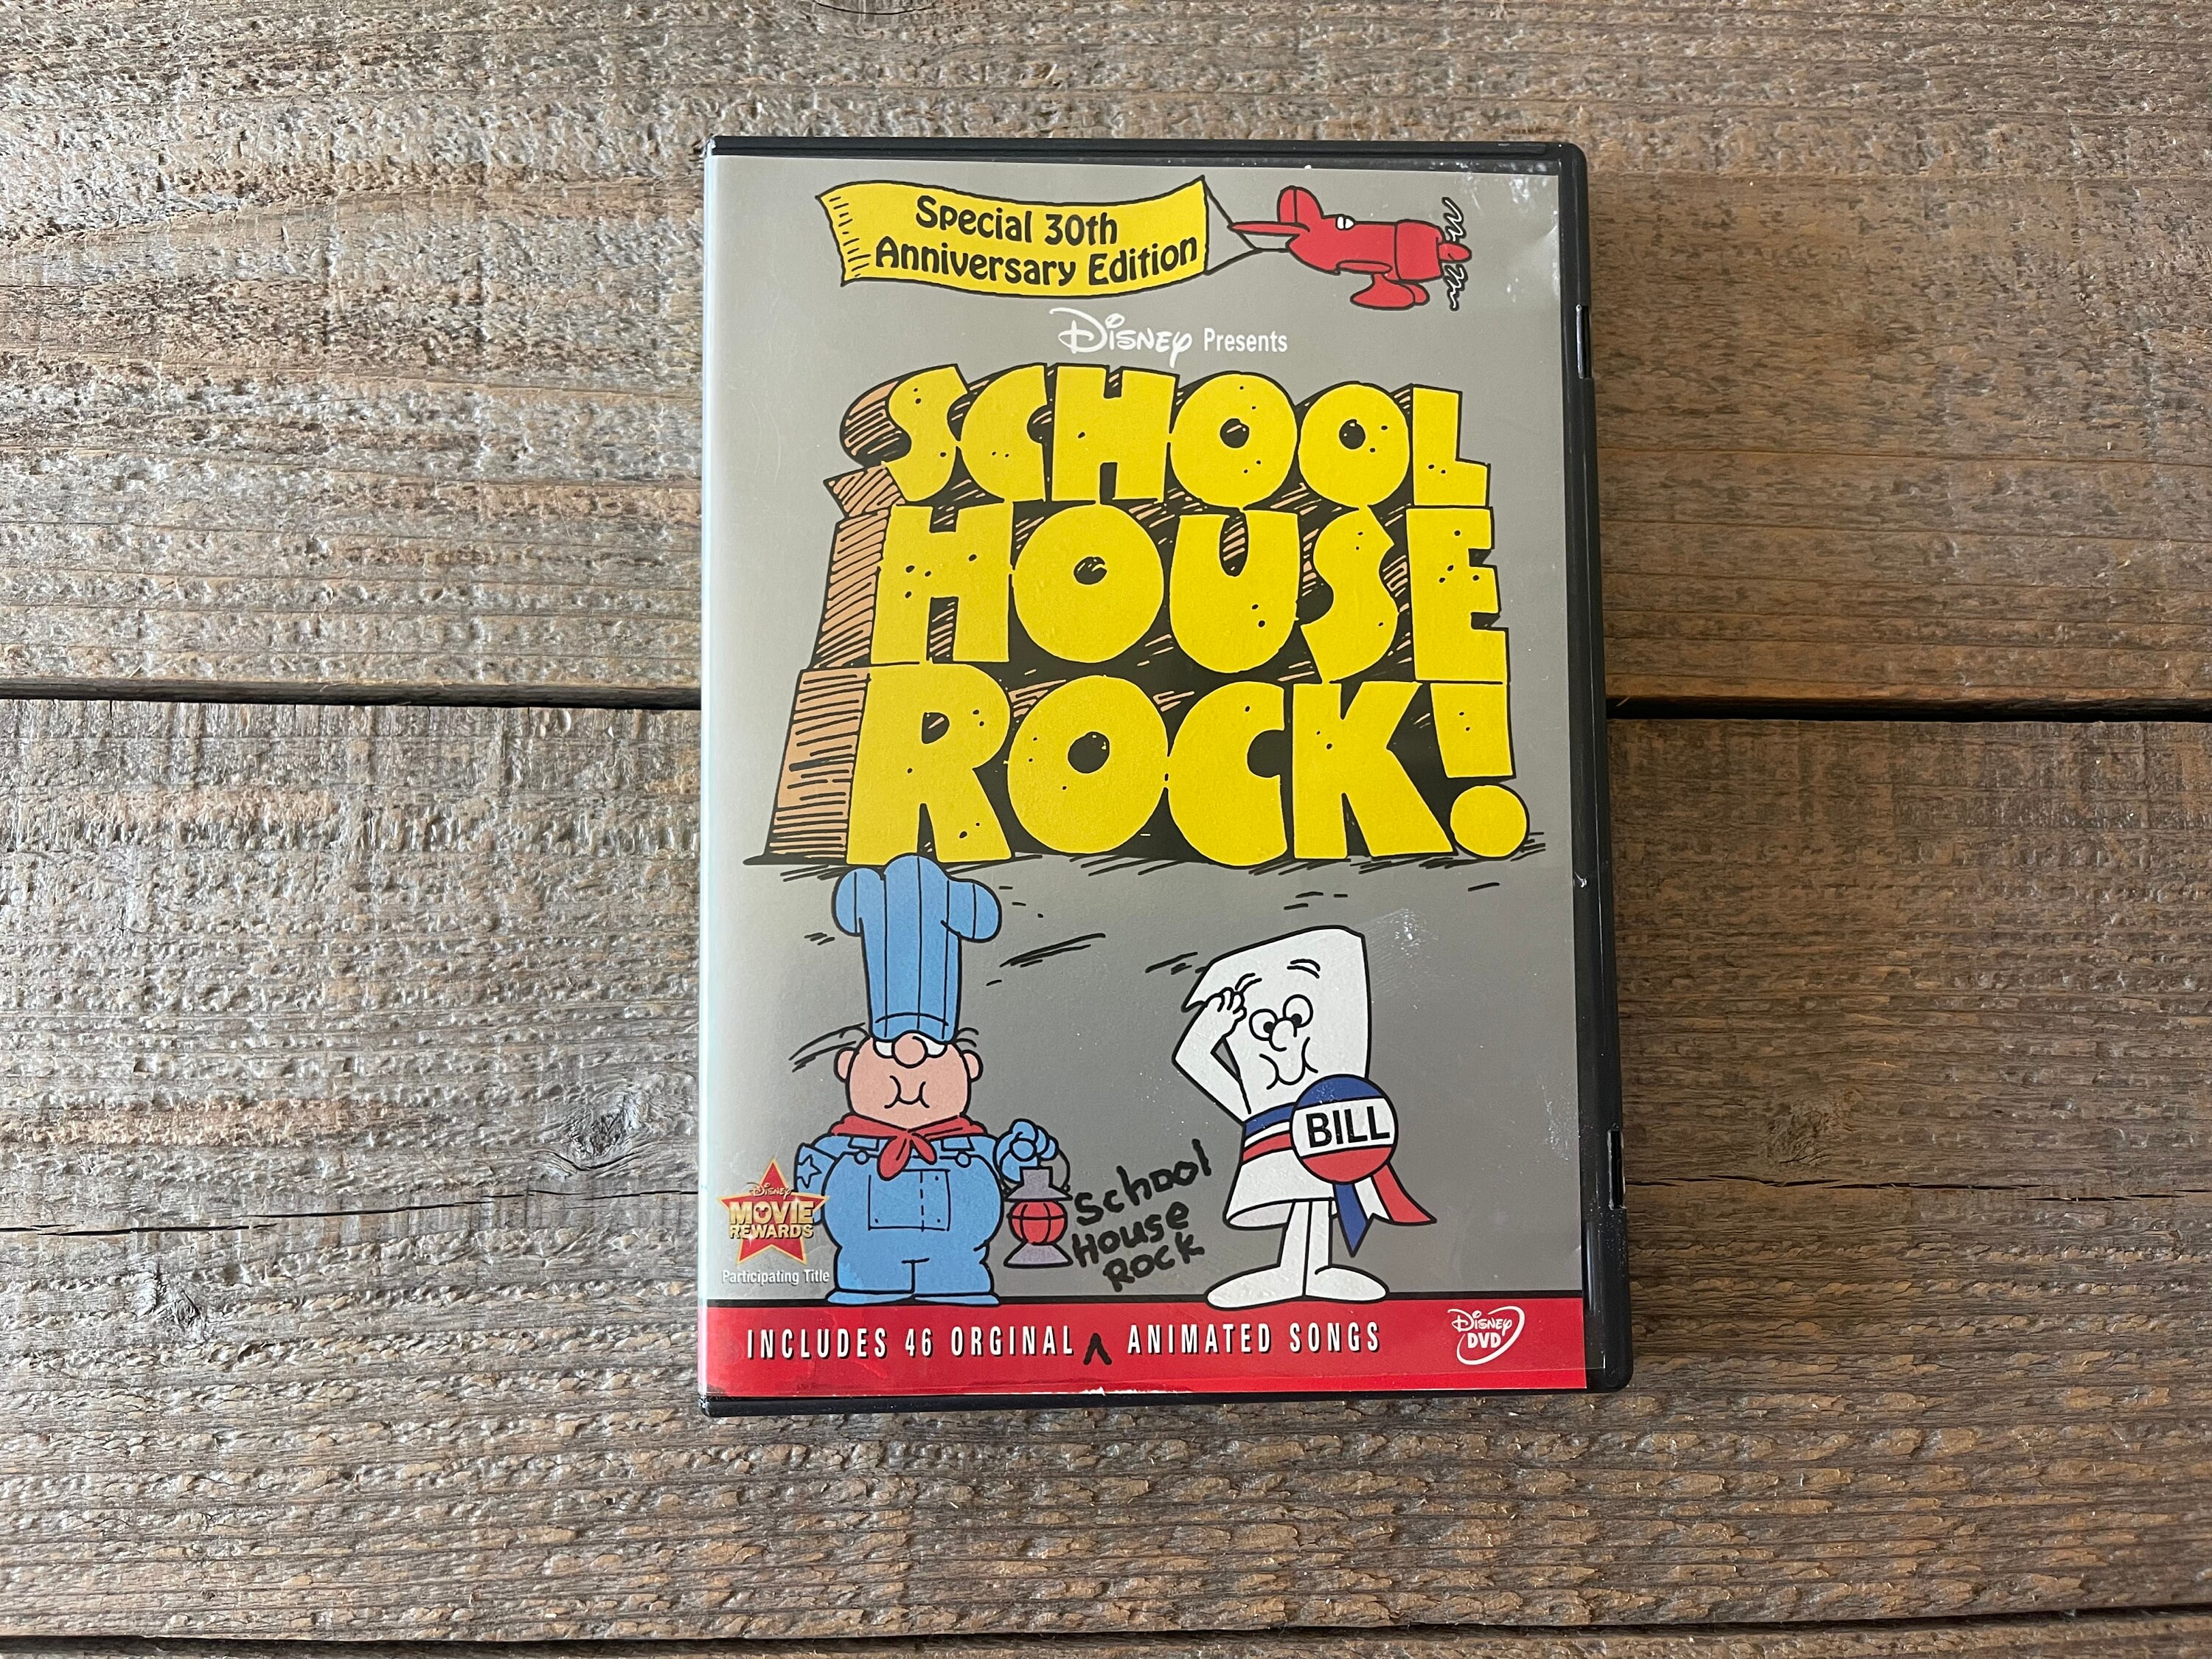 Special 30th
Anniversary Edition
Disney Presents
SCHOOL
HOUSE
ROCK!
BILL
School
House
Rock
Disney
MOVIE
REWARDS
Participating Title
INCLUDES 46 ORGINAL ^ ANIMATED SONGS
Disney
DVD